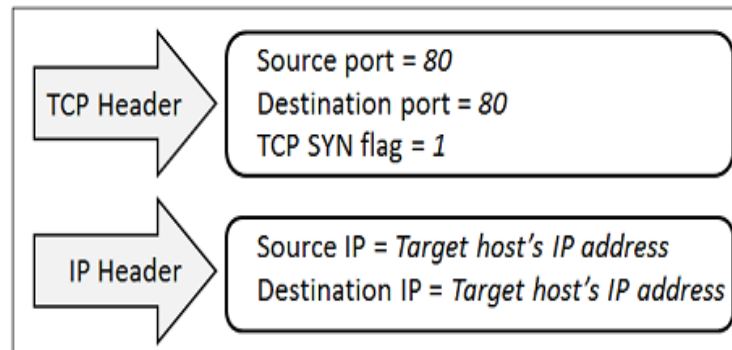 TCP Header
Source port = 80
Destination port = 80
TCP SYN flag = 1
IP Header
Source IP = Target host's IP address
Destination IP = Target host's IP address